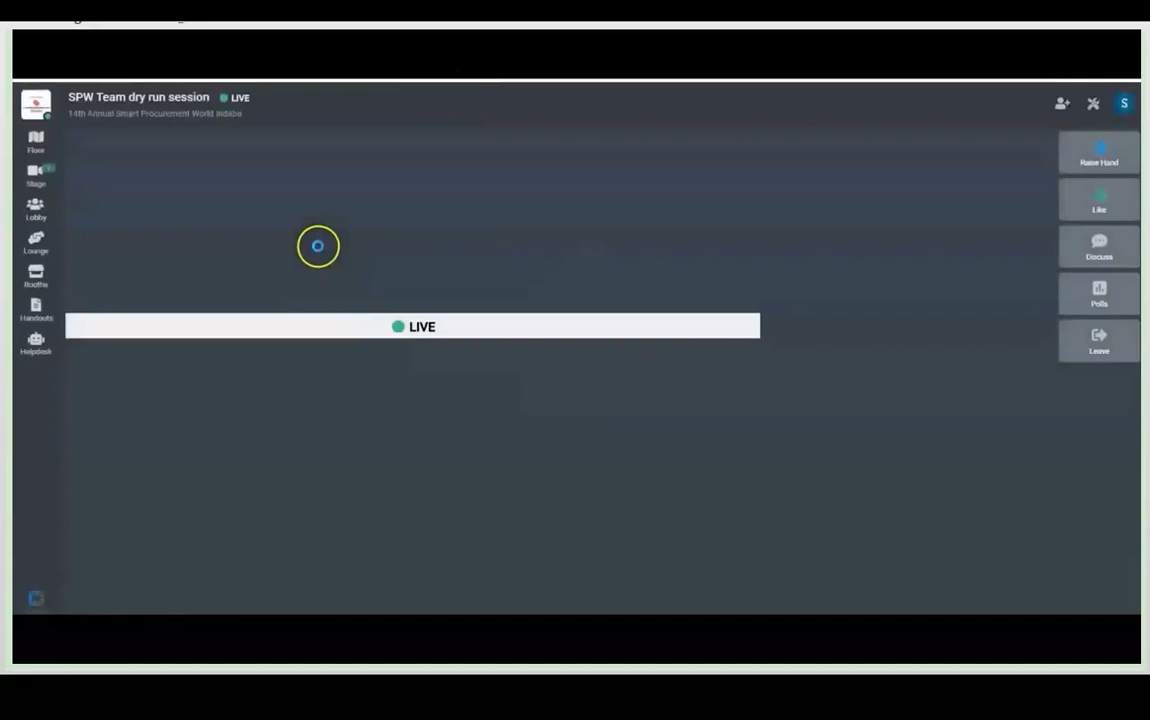 SPW Team dry run session LIVE
14th Annual Smart Procurement World Indaba
S
Floor
Stage
Lobby
Lounge
Booths
Handouts
Helpdesk
Raise Hand
Like
Discuss
Polls
Leave
LIVE